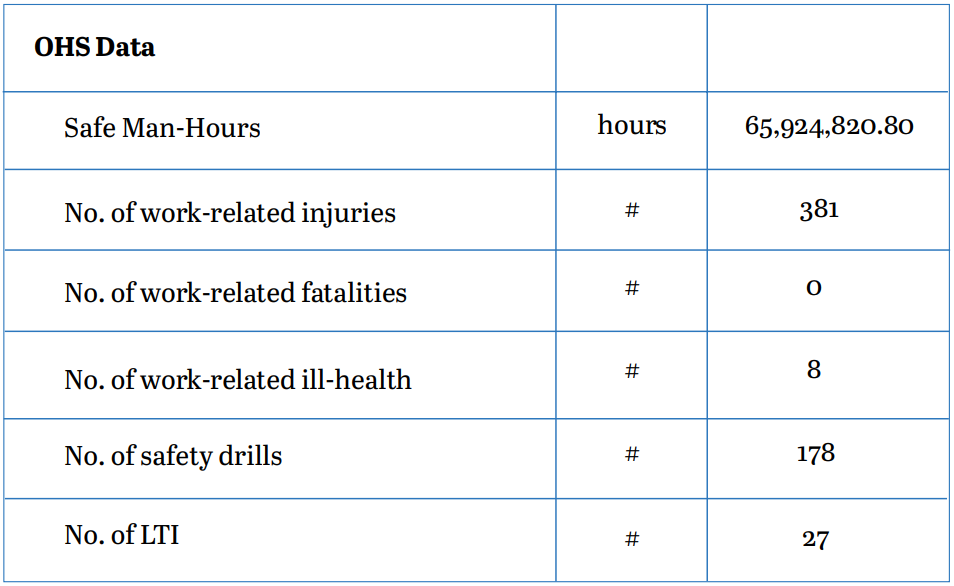 OHS Data
Safe Man-Hours hours 65,924,820.80
No. of work-related injuries # 381
No. of work-related fatalities # 0
No. of work-related ill-health # 8
No. of safety drills # 178
No. of LTI # 27